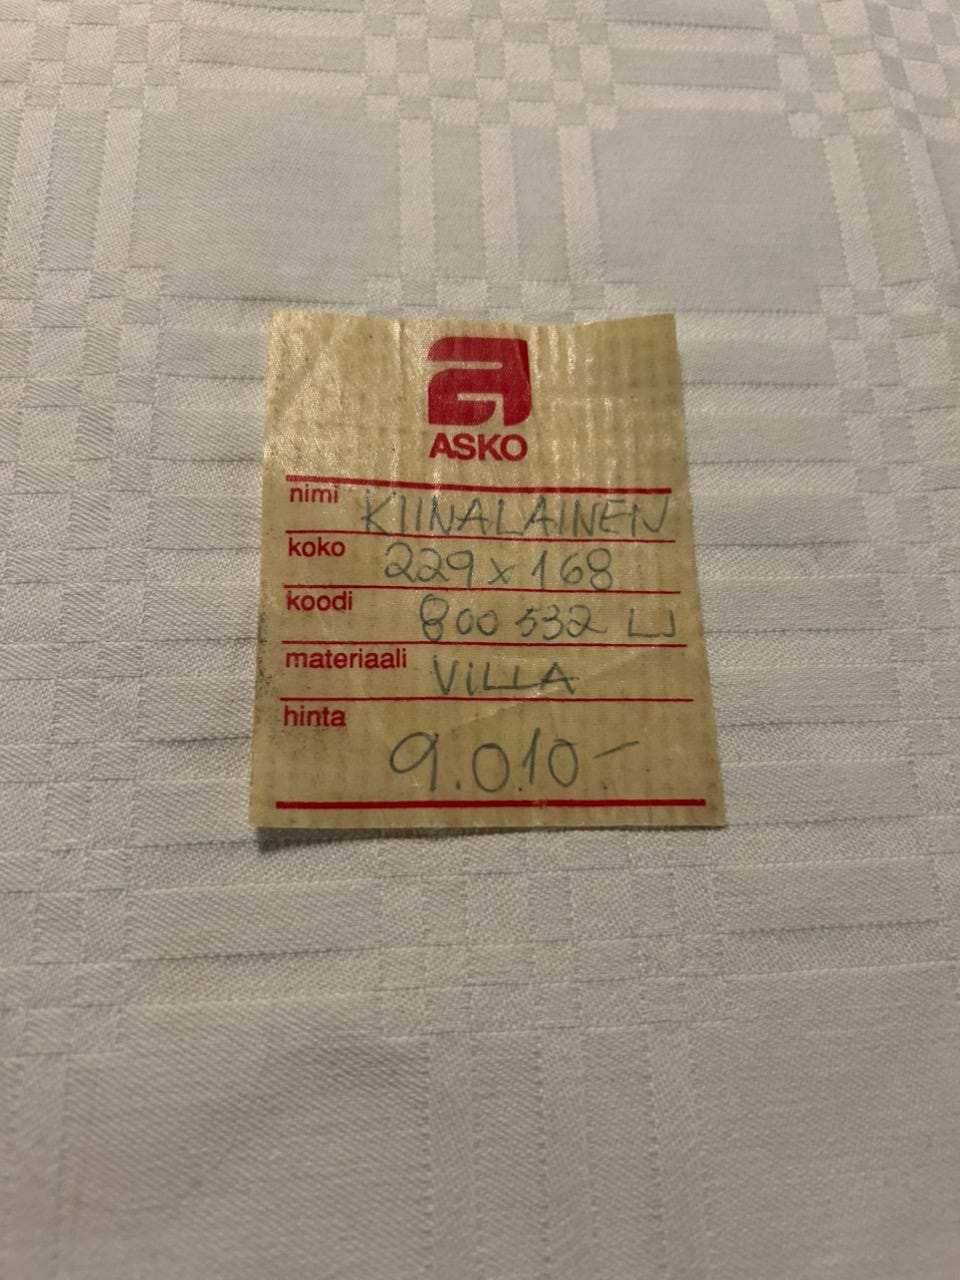 ASKO
nimi KIINALAINEN
koko 229 x 168
koodi 800 532 LJ
materiaali VILLA
hinta
9.010-